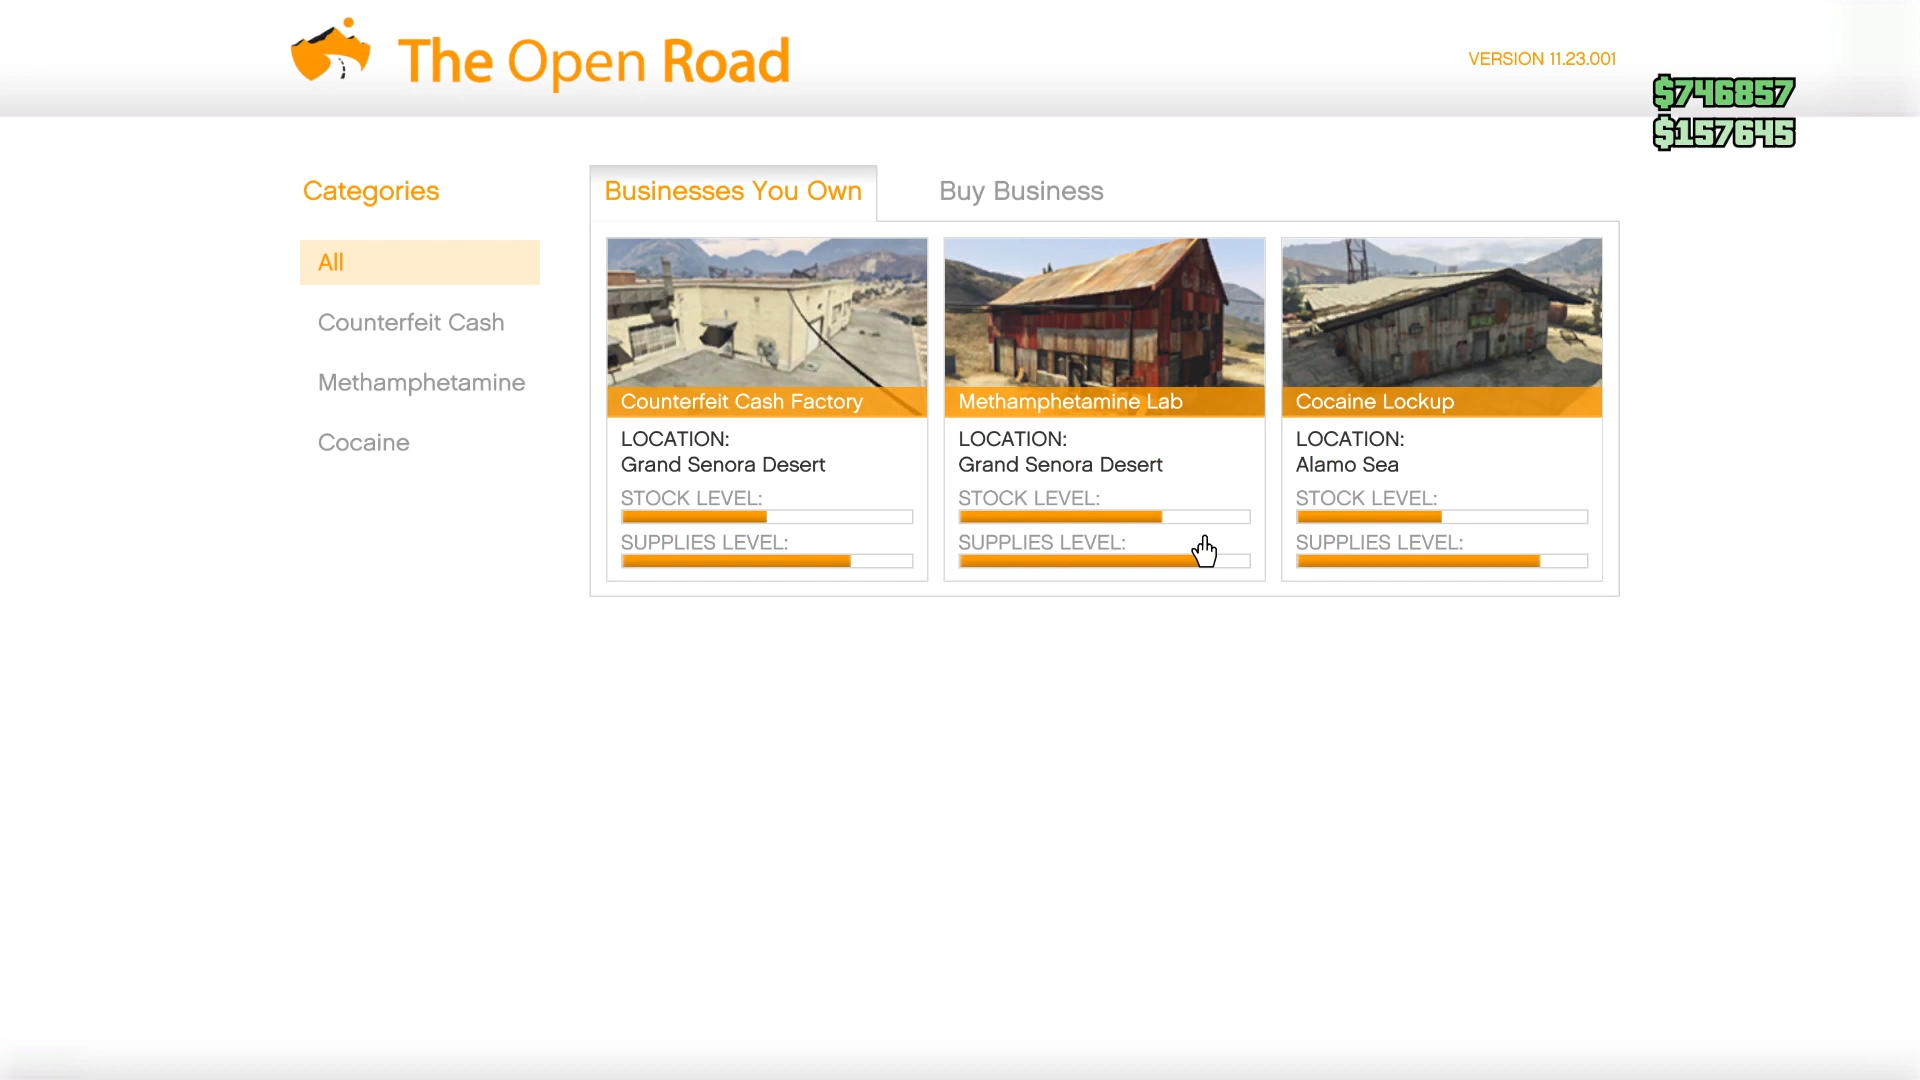 The Open Road
VERSION 11.23.001
$746857
$157645
Categories
All
Counterfeit Cash
Methamphetamine
Cocaine
Businesses You Own
Buy Business
Counterfeit Cash Factory
LOCATION:
Grand Senora Desert
STOCK LEVEL:
SUPPLIES LEVEL:
Methamphetamine Lab
LOCATION:
Grand Senora Desert
STOCK LEVEL:
SUPPLIES LEVEL:
Cocaine Lockup
LOCATION:
Alamo Sea
STOCK LEVEL:
SUPPLIES LEVEL: